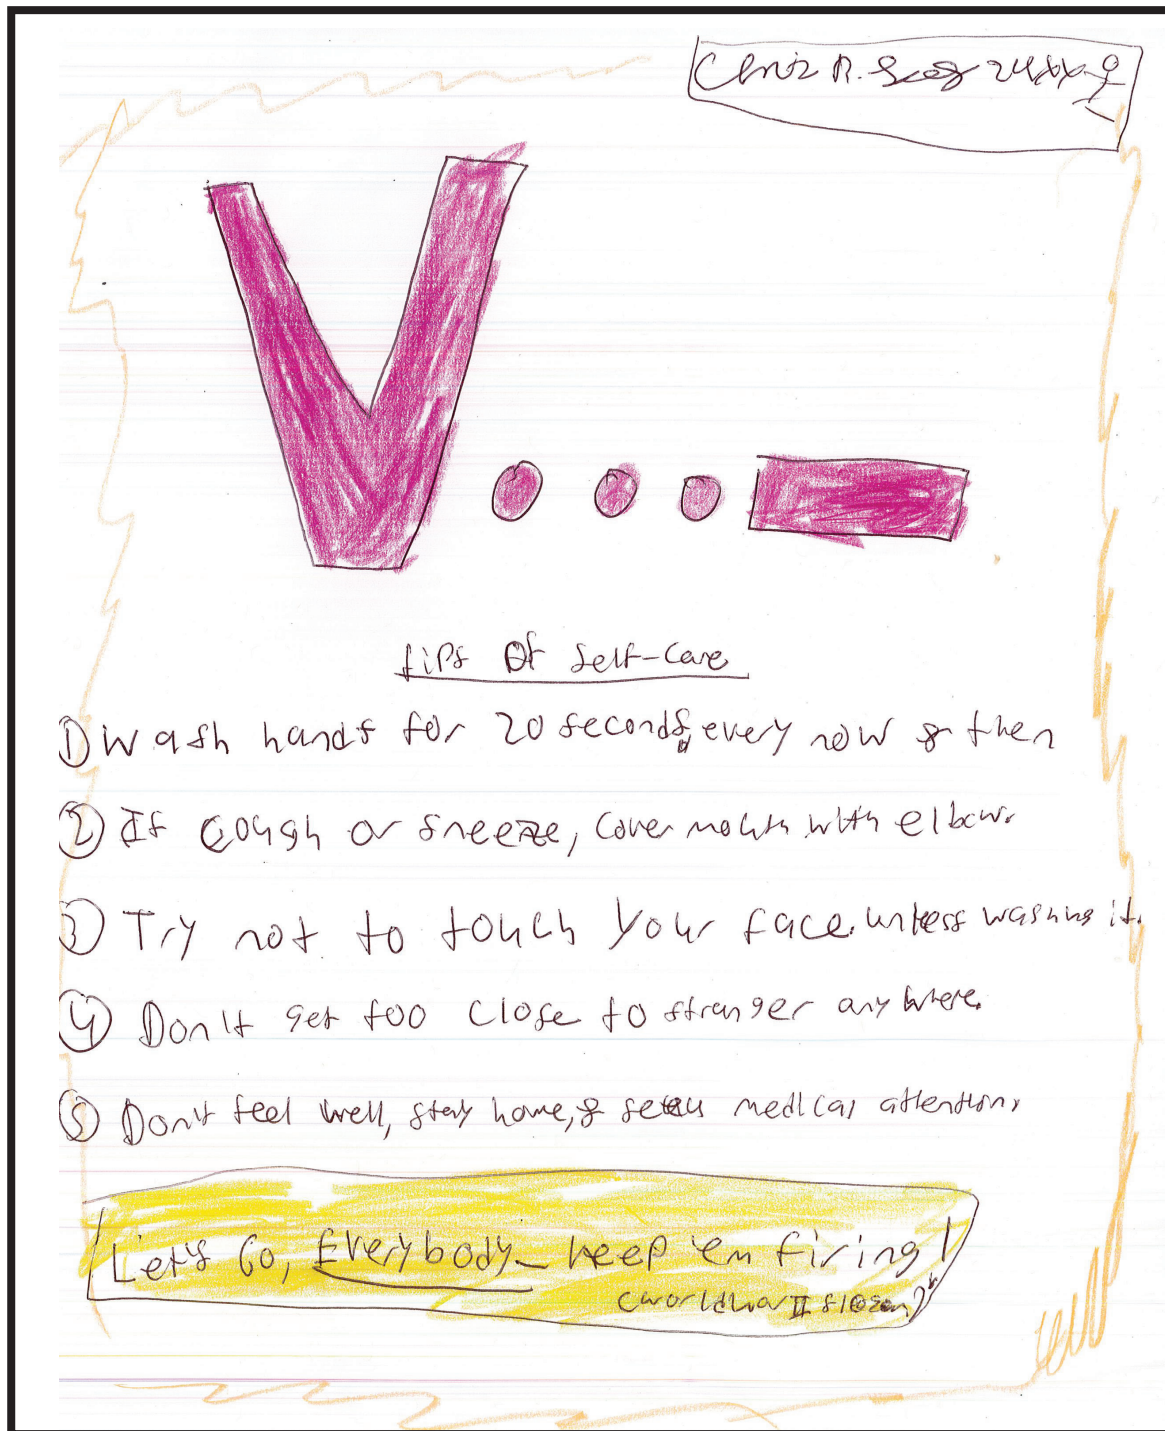 R.
V...–
tips of Self-Care
① Wash hands for 20 seconds, every now & then
② If cough or sneeze, cover mouth with elbow.
③ Try not to touch your face unless washing it.
④ Don't get too close to stranger anywhere.
⑤ Don't feel well, stay home, & medical attention.
Let's Go, Everybody – keep 'em firing!
(World War II slogan)